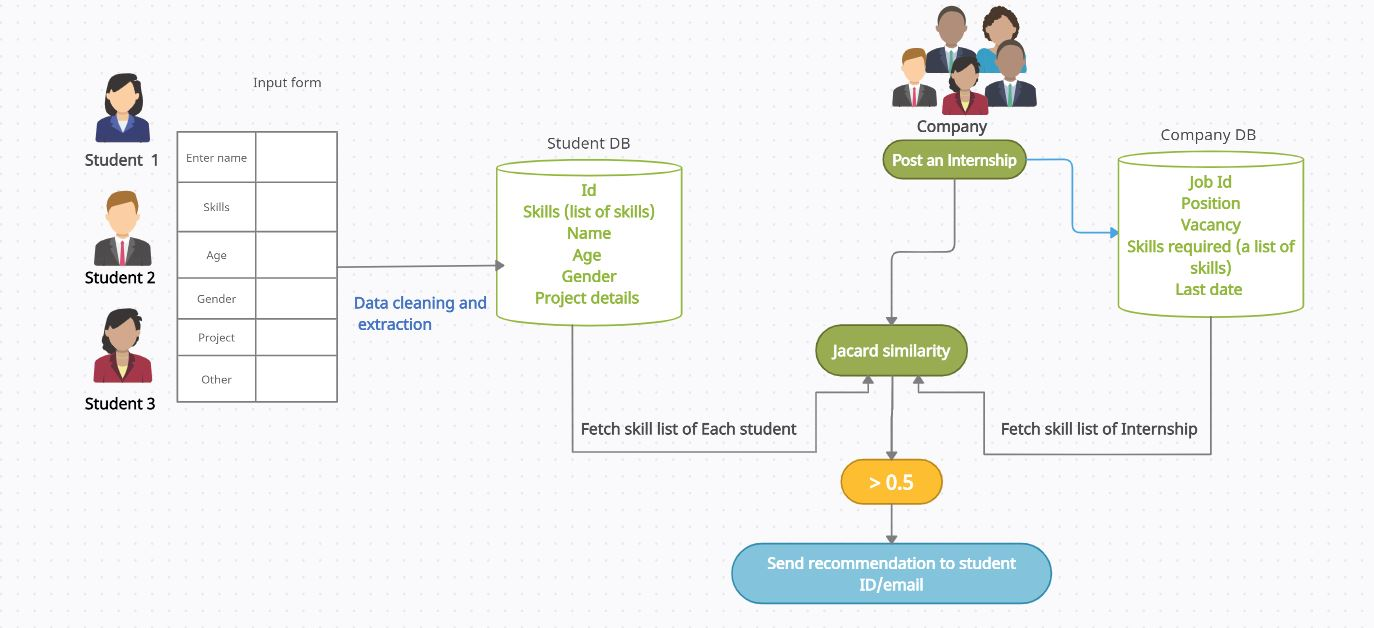 Input form
Student 1
Enter name
Skills
Student 2
Age
Gender
Project
Other
Student 3
Data cleaning and
extraction
Student DB
Id
Skills (list of skills)
Name
Age
Gender
Project details
Company
Post an Internship
Company DB
Job Id
Position
Vacancy
Skills required (a list of
skills)
Last date
Jacard similarity
Fetch skill list of Each student
Fetch skill list of Internship
> 0.5
Send recommendation to student
ID/email